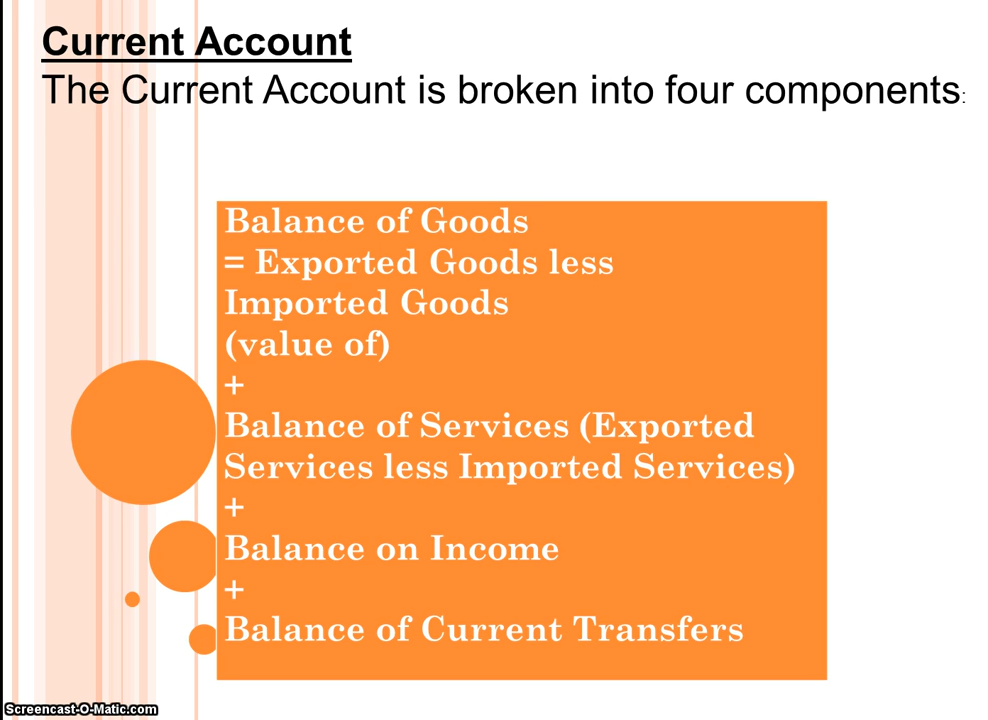 Current Account
The Current Account is broken into four components:
Balance of Goods
= Exported Goods less
Imported Goods
(value of)
+
Balance of Services (Exported
Services less Imported Services)
+
Balance on Income
+
Balance of Current Transfers
Screencast-O-Matic.com